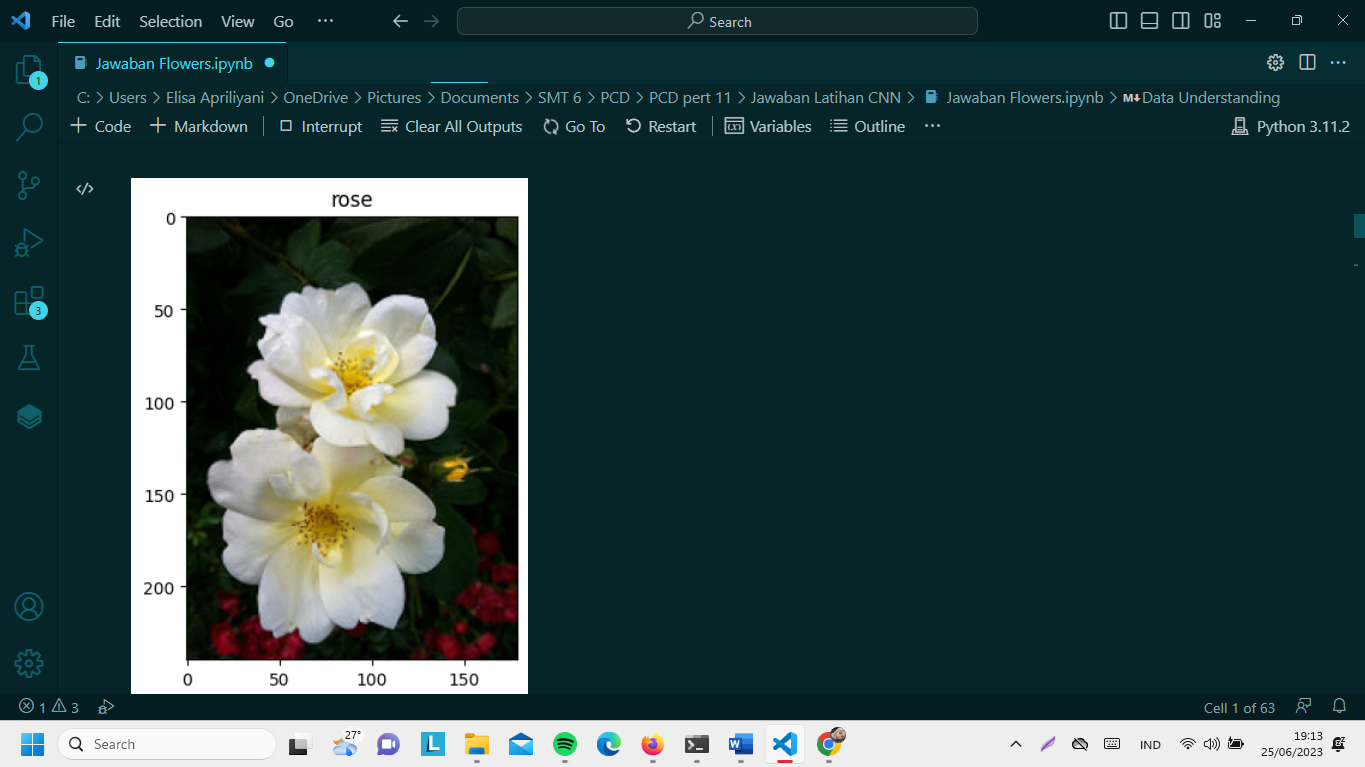 File Edit Selection View Go ···
Search
Jawaban Flowers.ipynb
C: > Users > Elisa Apriliyani > OneDrive > Pictures > Documents > SMT 6 > PCD > PCD pert 11 > Jawaban Latihan CNN > Jawaban Flowers.ipynb > M↓Data Understanding
+ Code + Markdown Interrupt Clear All Outputs Go To Restart Variables Outline ··· Python 3.11.2
rose
0
50
100
150
200
0 50 100 150
1
3
1 3
Cell 1 of 63
Search
27°
IND
19:13
25/06/2023